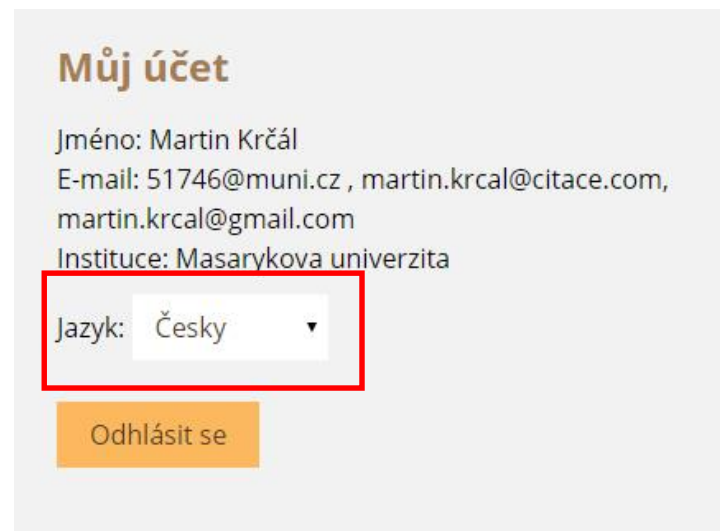 Můj účet
Jméno: Martin Krčál
E-mail: 51746@muni.cz , martin.krcal@citace.com,
martin.krcal@gmail.com
Instituce: Masarykova univerzita
Jazyk: Česky
Odhlásit se